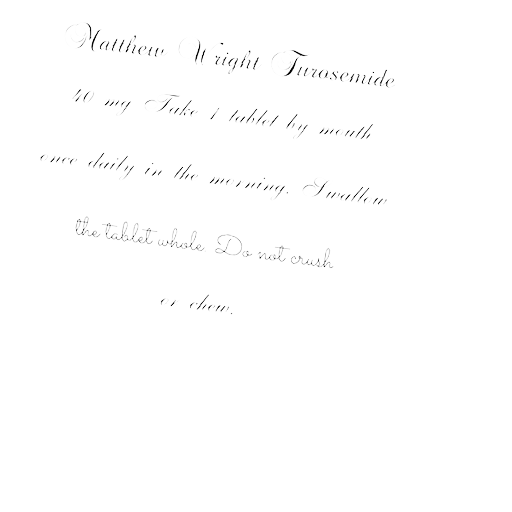 Matthew Wright Furosemide
40 mg Take 1 tablet by mouth
once daily in the morning. Swallow
the tablet whole. Do not crush
or chew.